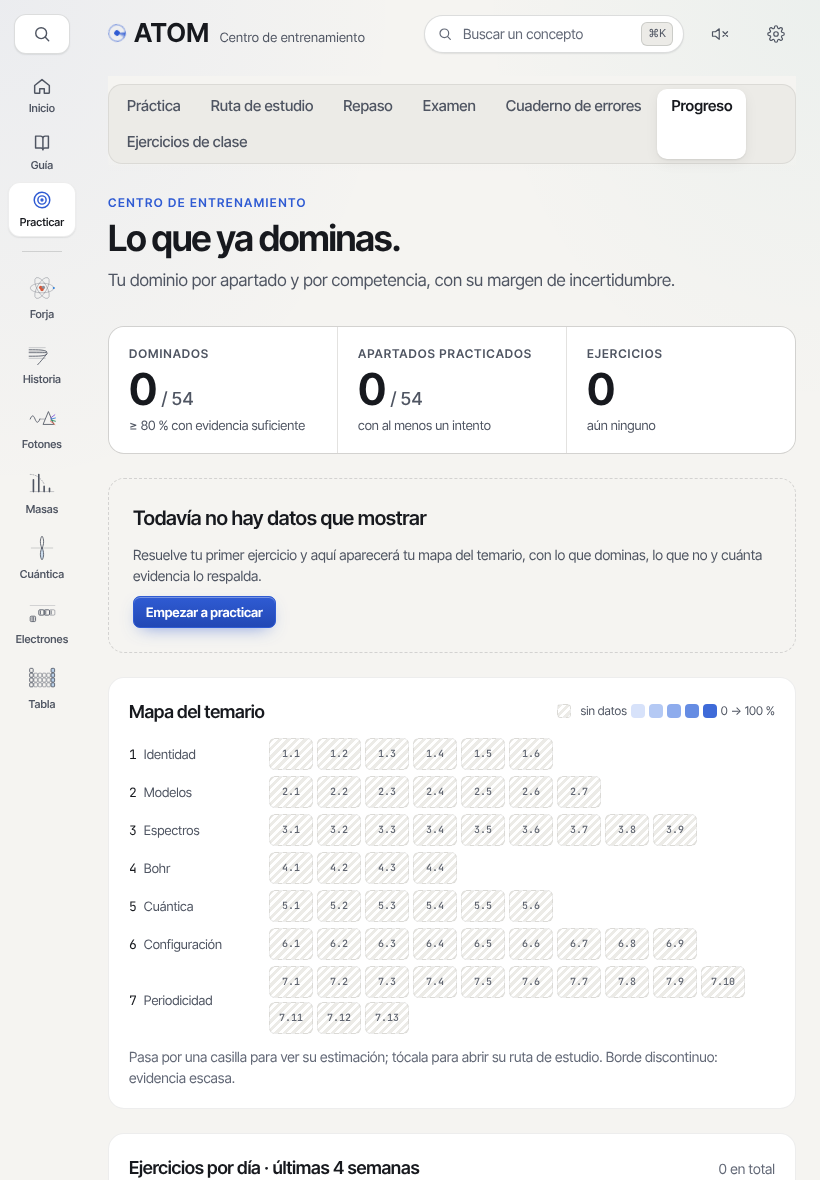 ATOM Centro de entrenamiento
Buscar un concepto ⌘K
Inicio
Guía
Practicar
Forja
Historia
Fotones
Masas
Cuántica
Electrones
Tabla
Práctica Ruta de estudio Repaso Examen Cuaderno de errores Progreso
Ejercicios de clase
CENTRO DE ENTRENAMIENTO
Lo que ya dominas.
Tu dominio por apartado y por competencia, con su margen de incertidumbre.
DOMINADOS
0 / 54
≥ 80 % con evidencia suficiente
APARTADOS PRACTICADOS
0 / 54
con al menos un intento
EJERCICIOS
0
aún ninguno
Todavía no hay datos que mostrar
Resuelve tu primer ejercicio y aquí aparecerá tu mapa del temario, con lo que dominas, lo que no y cuánta
evidencia lo respalda.
Empezar a practicar
Mapa del temario
sin datos 0 → 100 %
1 Identidad 1.1 1.2 1.3 1.4 1.5 1.6
2 Modelos 2.1 2.2 2.3 2.4 2.5 2.6 2.7
3 Espectros 3.1 3.2 3.3 3.4 3.5 3.6 3.7 3.8 3.9
4 Bohr 4.1 4.2 4.3 4.4
5 Cuántica 5.1 5.2 5.3 5.4 5.5 5.6
6 Configuración 6.1 6.2 6.3 6.4 6.5 6.6 6.7 6.8 6.9
7 Periodicidad 7.1 7.2 7.3 7.4 7.5 7.6 7.7 7.8 7.9 7.10
7.11 7.12 7.13
Pasa por una casilla para ver su estimación; tócala para abrir su ruta de estudio. Borde discontinuo:
evidencia escasa.
Ejercicios por día · últimas 4 semanas 0 en total